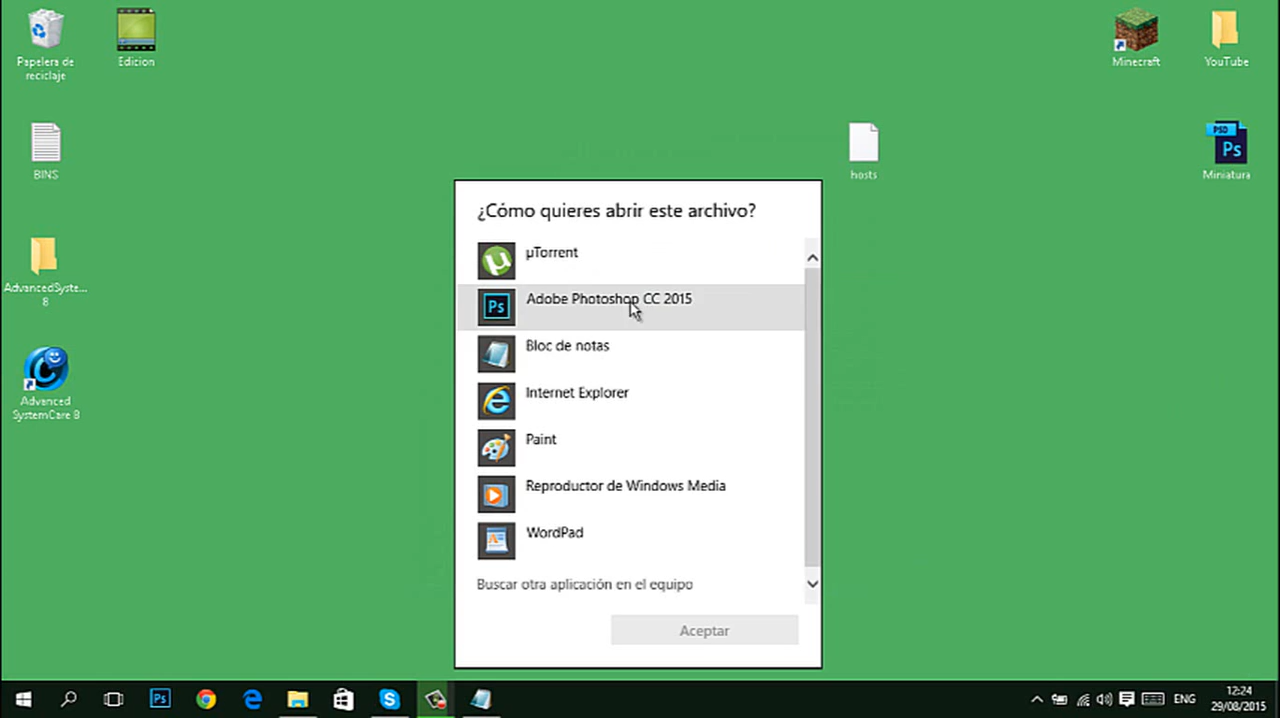 Papelera de
reciclaje
Edicion
Minecraft
YouTube
BINS
hosts
PSD
Ps
Miniatura
AdvancedSyste...
8
Advanced
SystemCare 8
¿Cómo quieres abrir este archivo?
µTorrent
Ps
Adobe Photoshop CC 2015
Bloc de notas
Internet Explorer
Paint
Reproductor de Windows Media
WordPad
Buscar otra aplicación en el equipo
Aceptar
Ps
ENG
12:24
29/08/2015